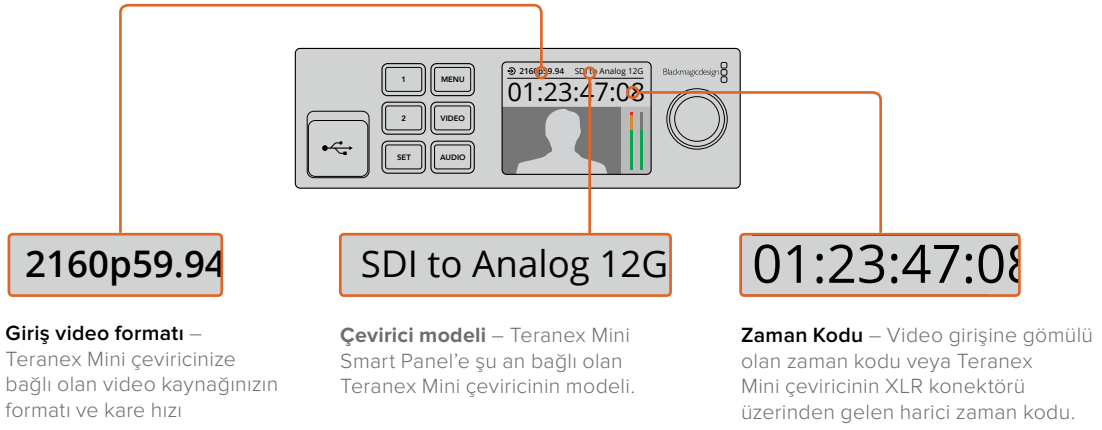 2160p59.94 SDI to Analog 12G
01:23:47:08
Blackmagicdesign
1 MENU
2 VIDEO
SET AUDIO
2160p59.94
SDI to Analog 12G
01:23:47:08
Giriş video formatı –
Teranex Mini çeviricinize
bağlı olan video kaynağınızın
formatı ve kare hızı
Çevirici modeli – Teranex Mini
Smart Panel’e şu an bağlı olan
Teranex Mini çeviricinin modeli.
Zaman Kodu – Video girişine gömülü
olan zaman kodu veya Teranex
Mini çeviricinin XLR konektörü
üzerinden gelen harici zaman kodu.